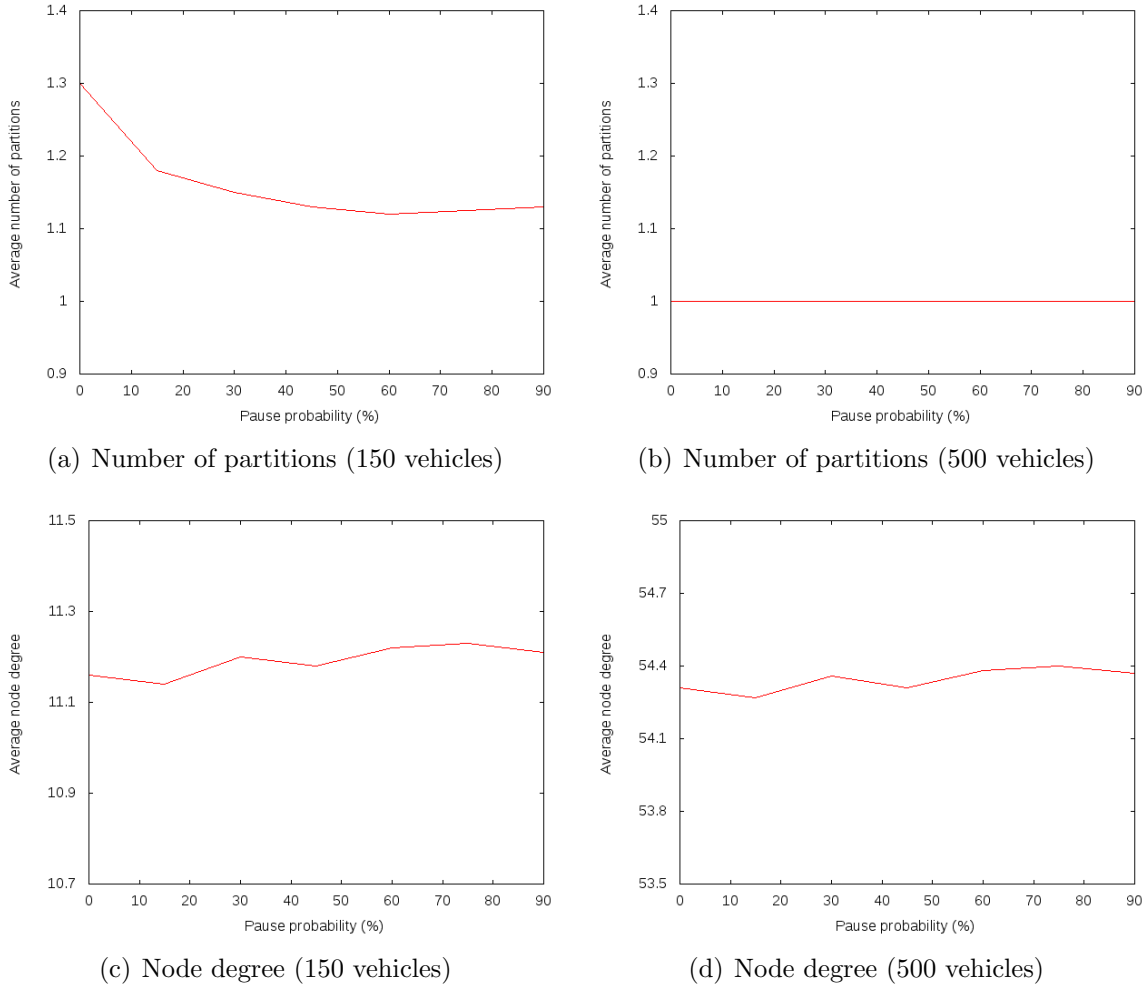 1.4
1.3
1.2
1.1
1
0.9
Average number of partitions
0 10 20 30 40 50 60 70 80 90
Pause probability (%)
(a) Number of partitions (150 vehicles)
1.4
1.3
1.2
1.1
1
0.9
Average number of partitions
0 10 20 30 40 50 60 70 80 90
Pause probability (%)
(b) Number of partitions (500 vehicles)
11.5
11.3
11.1
10.9
10.7
Average node degree
0 10 20 30 40 50 60 70 80 90
Pause probability (%)
(c) Node degree (150 vehicles)
55
54.7
54.4
54.1
53.8
53.5
Average node degree
0 10 20 30 40 50 60 70 80 90
Pause probability (%)
(d) Node degree (500 vehicles)